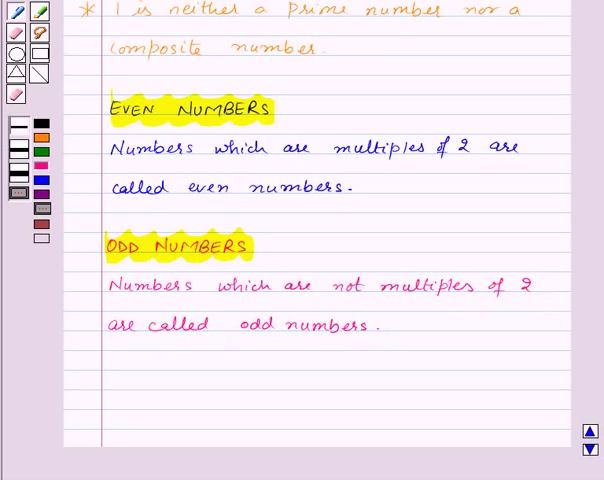 * 1 is neither a prime number nor a
composite number.
EVEN NUMBERS
Numbers which are multiples of 2 are
called even numbers.
ODD NUMBERS
Numbers which are not multiples of 2
are called odd numbers.